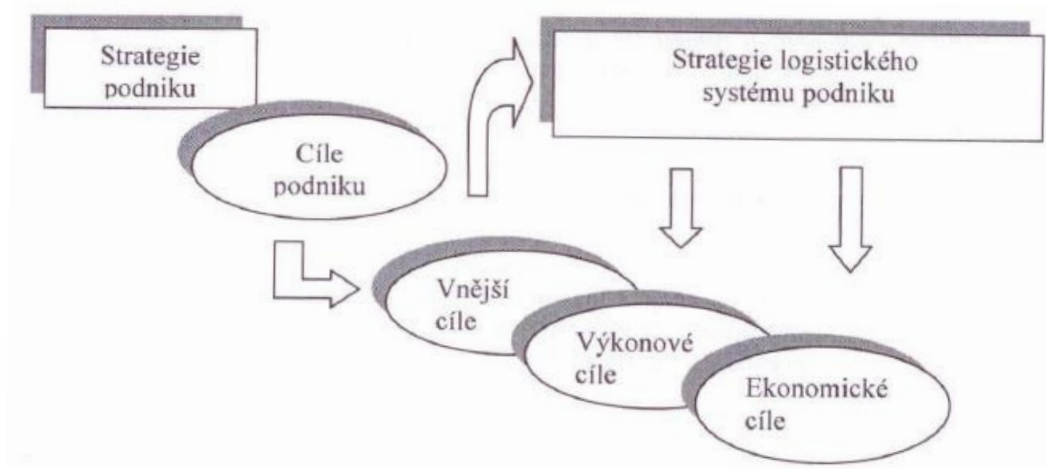 Strategie
podniku
Cíle
podniku
Strategie logistického
systému podniku
Vnější
cíle
Výkonové
cíle
Ekonomické
cíle